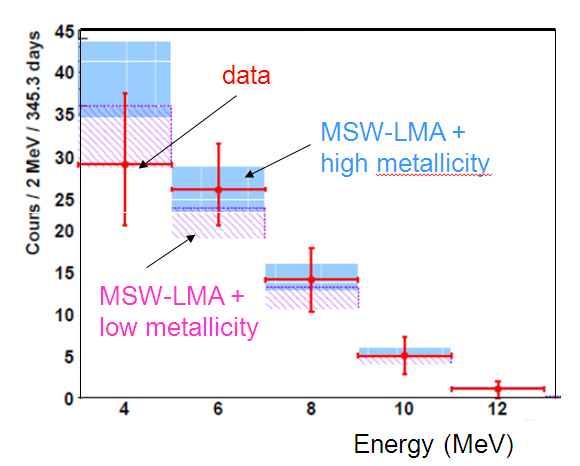 Cours / 2 MeV / 345.3 days
45
40
35
30
25
20
15
10
5
0
data
MSW-LMA +
high metallicity
MSW-LMA +
low metallicity
4
6
8
10
12
Energy (MeV)